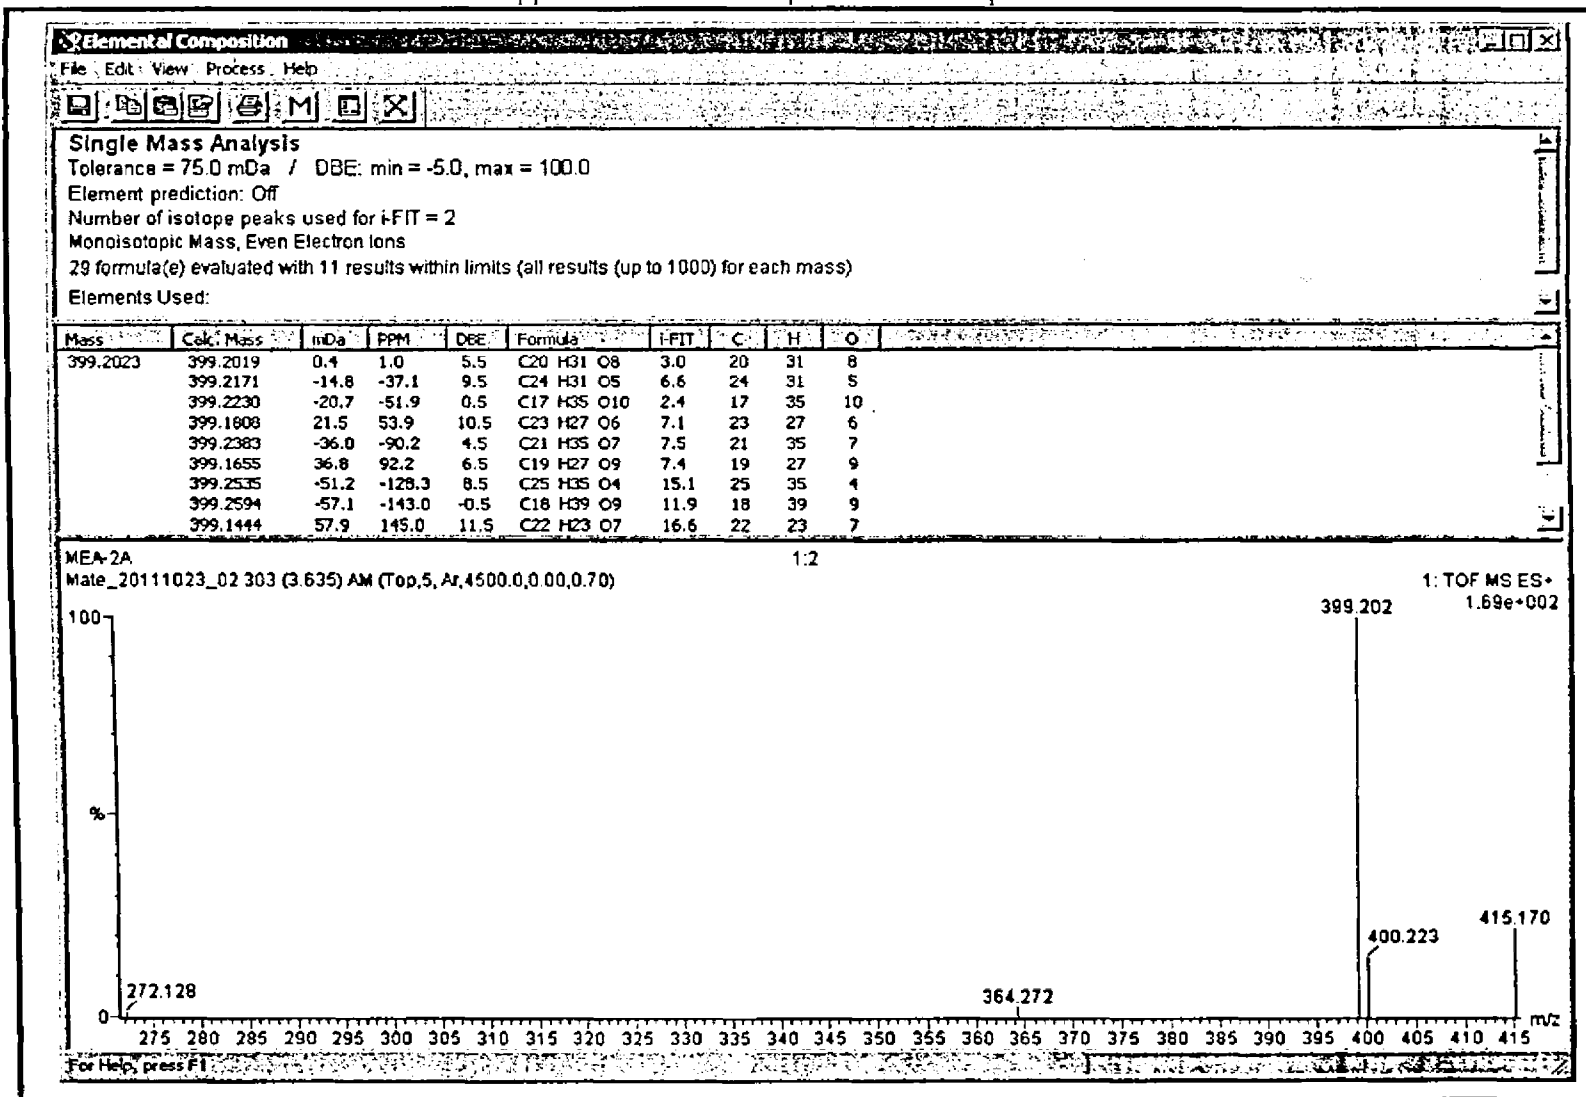 Elemental Composition
File Edit View Process Help
M
Single Mass Analysis
Tolerance = 75.0 mDa / DBE: min = -5.0, max = 100.0
Element prediction: Off
Number of isotope peaks used for i-FIT = 2
Monoisotopic Mass, Even Electron Ions
29 formula(e) evaluated with 11 results within limits (all results (up to 1000) for each mass)
Elements Used:
Mass Calc. Mass mDa PPM DBE Formula i-FIT C H O
399.2023 399.2019 0.4 1.0 5.5 C20 H31 O8 3.0 20 31 8
399.2171 -14.8 -37.1 9.5 C24 H31 O5 6.6 24 31 5
399.2230 -20.7 -51.9 0.5 C17 H35 O10 2.4 17 35 10
399.1808 21.5 53.9 10.5 C23 H27 O6 7.1 23 27 6
399.2383 -36.0 -90.2 4.5 C21 H35 O7 7.5 21 35 7
399.1655 36.8 92.2 6.5 C19 H27 O9 7.4 19 27 9
399.2535 -51.2 -128.3 8.5 C25 H35 O4 15.1 25 35 4
399.2594 -57.1 -143.0 -0.5 C18 H39 O9 11.9 18 39 9
399.1444 57.9 145.0 11.5 C22 H23 O7 16.6 22 23 7
MEA-2A 1:2
Mate_20111023_02 303 (3.635) AM (Top,5, Ar,4500.0,0.00,0.70)
1: TOF MS ES+
1.69e+002
399.202
100
%
415.170
400.223
272.128
364.272
0
m/z
275 280 285 290 295 300 305 310 315 320 325 330 335 340 345 350 355 360 365 370 375 380 385 390 395 400 405 410 415
For Help, press F1